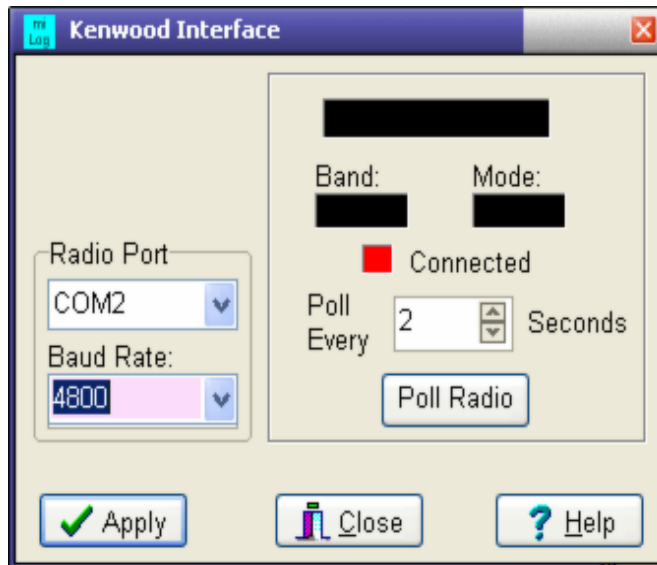 mi
Log
Kenwood Interface
Band:
Mode:
Radio Port
COM2
Connected
Poll
Every
2
Seconds
Baud Rate:
4800
Poll Radio
Apply
Close
? Help